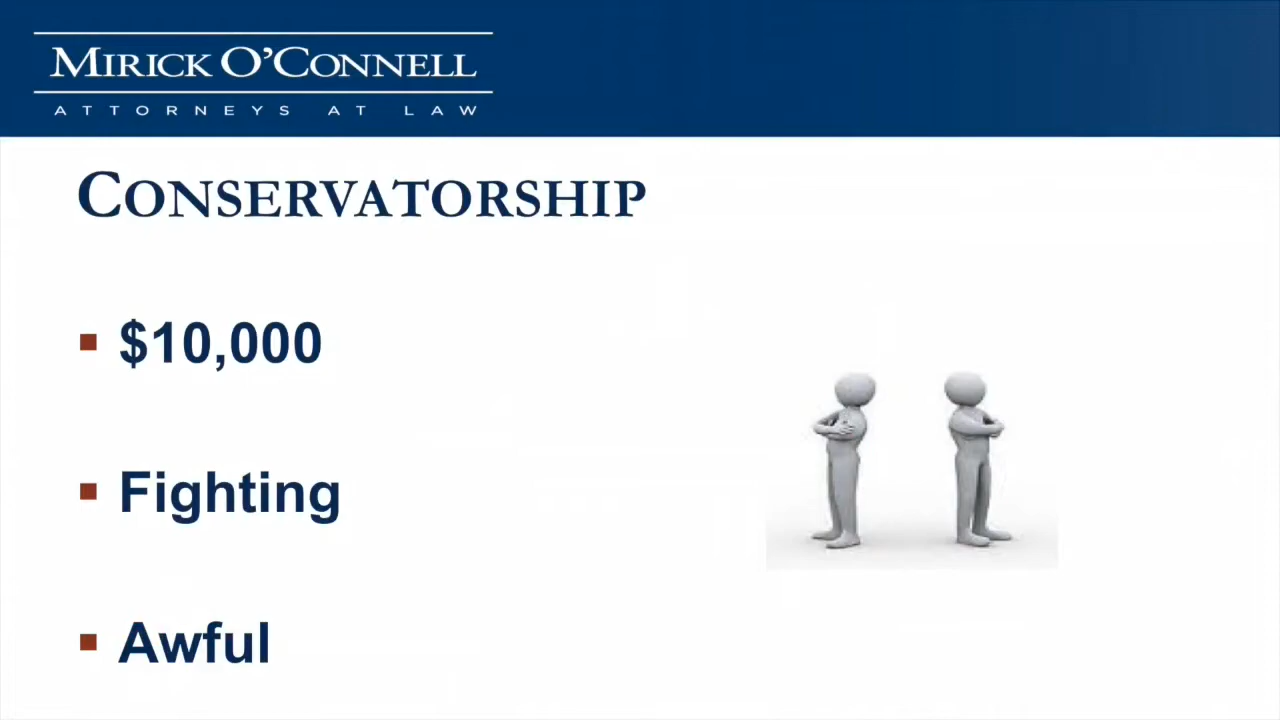 MIRICK O'CONNELL
ATTORNEYS AT LAW
CONSERVATORSHIP
▪ $10,000
▪ Fighting
▪ Awful